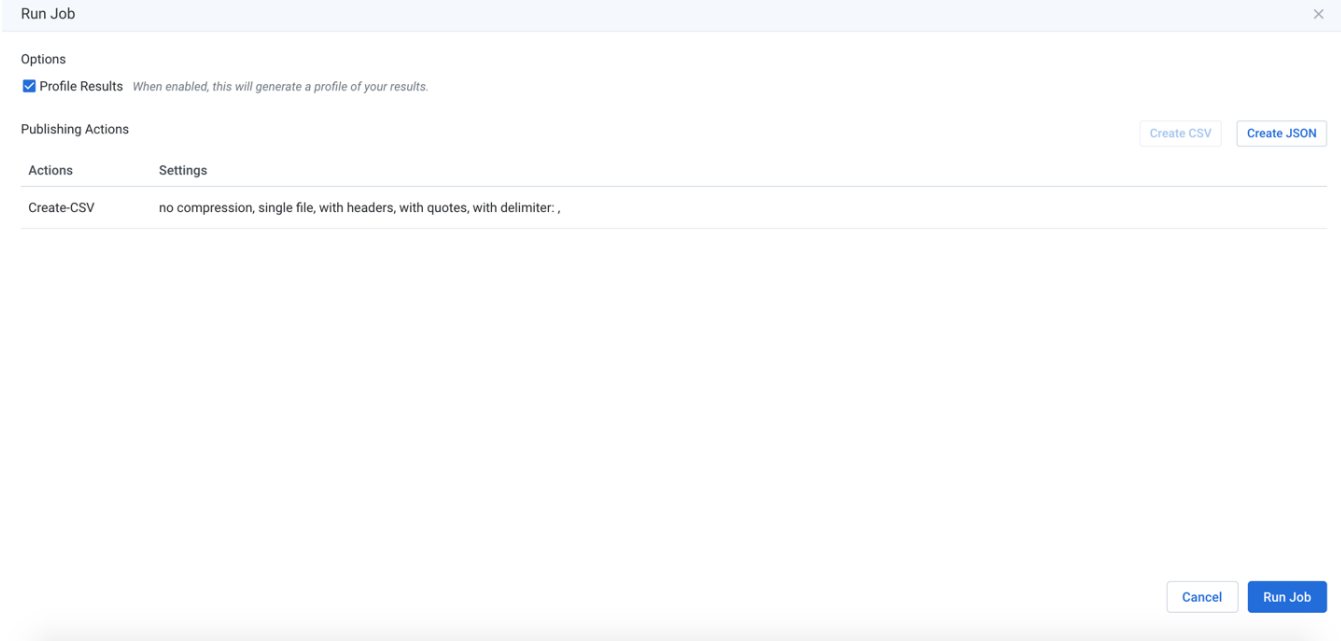 Run Job
Options
Profile Results When enabled, this will generate a profile of your results.
Publishing Actions
Create CSV Create JSON
Actions Settings
Create-CSV no compression, single file, with headers, with quotes, with delimiter: ,
Cancel Run Job